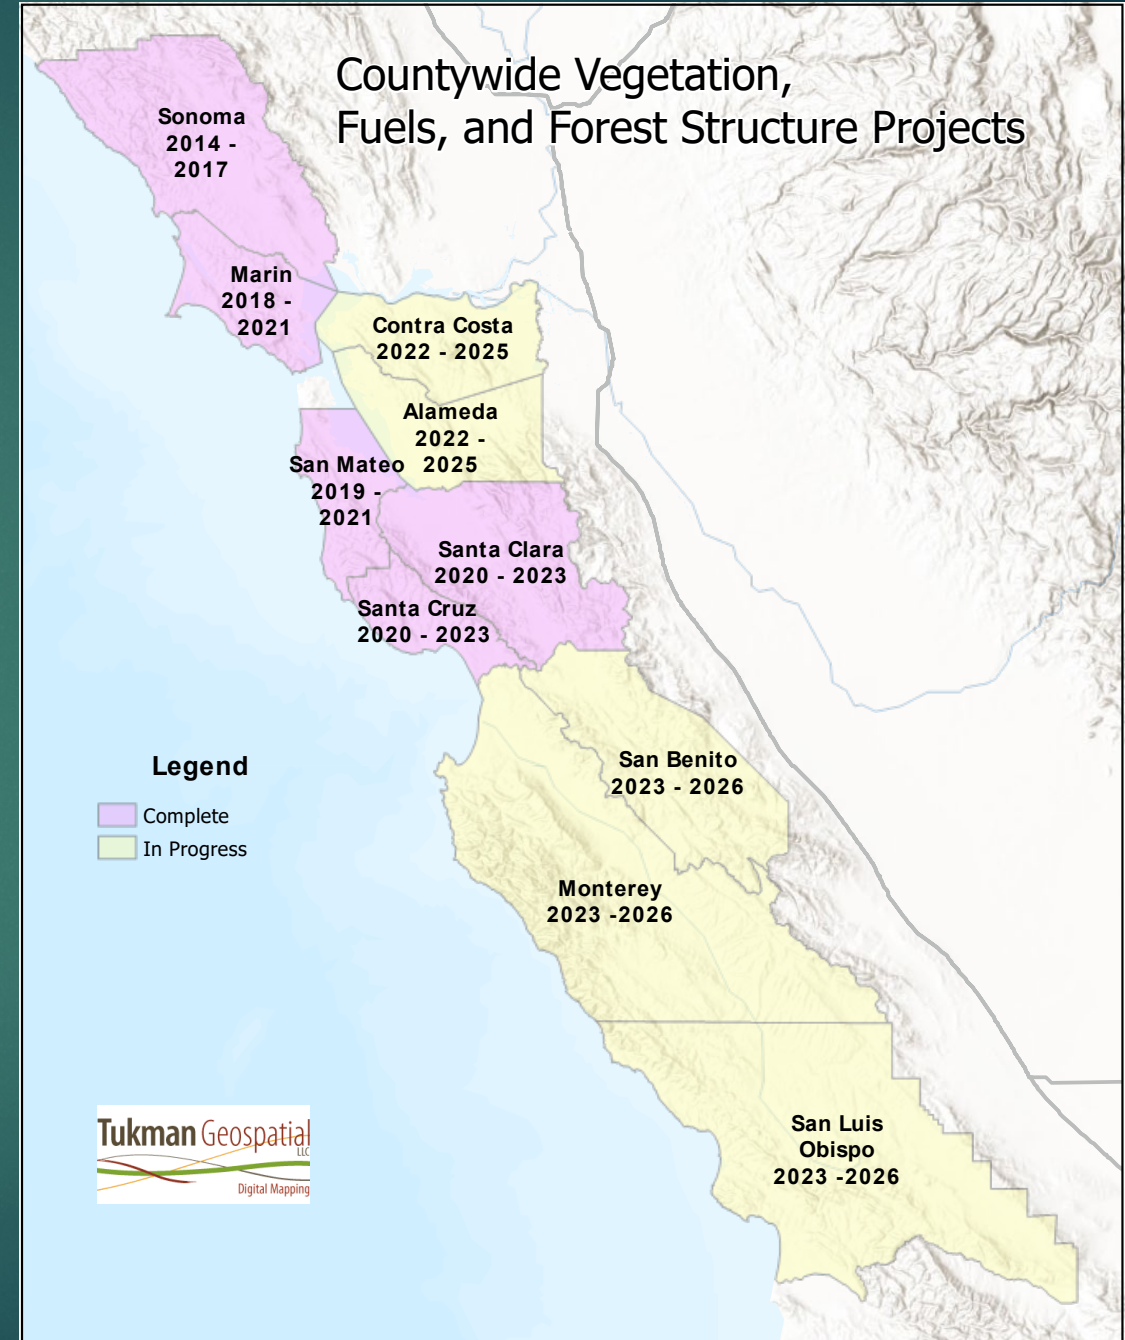 Countywide Vegetation,
Fuels, and Forest Structure Projects
Sonoma
2014 -
2017
Marin
2018 -
2021
Contra Costa
2022 - 2025
Alameda
2022 -
2025
San Mateo
2019 -
2021
Santa Clara
2020 - 2023
Santa Cruz
2020 - 2023
San Benito
2023 - 2026
Monterey
2023 -2026
San Luis
Obispo
2023 -2026
Legend
Complete
In Progress
Tukman Geospatial
LLC
Digital Mapping